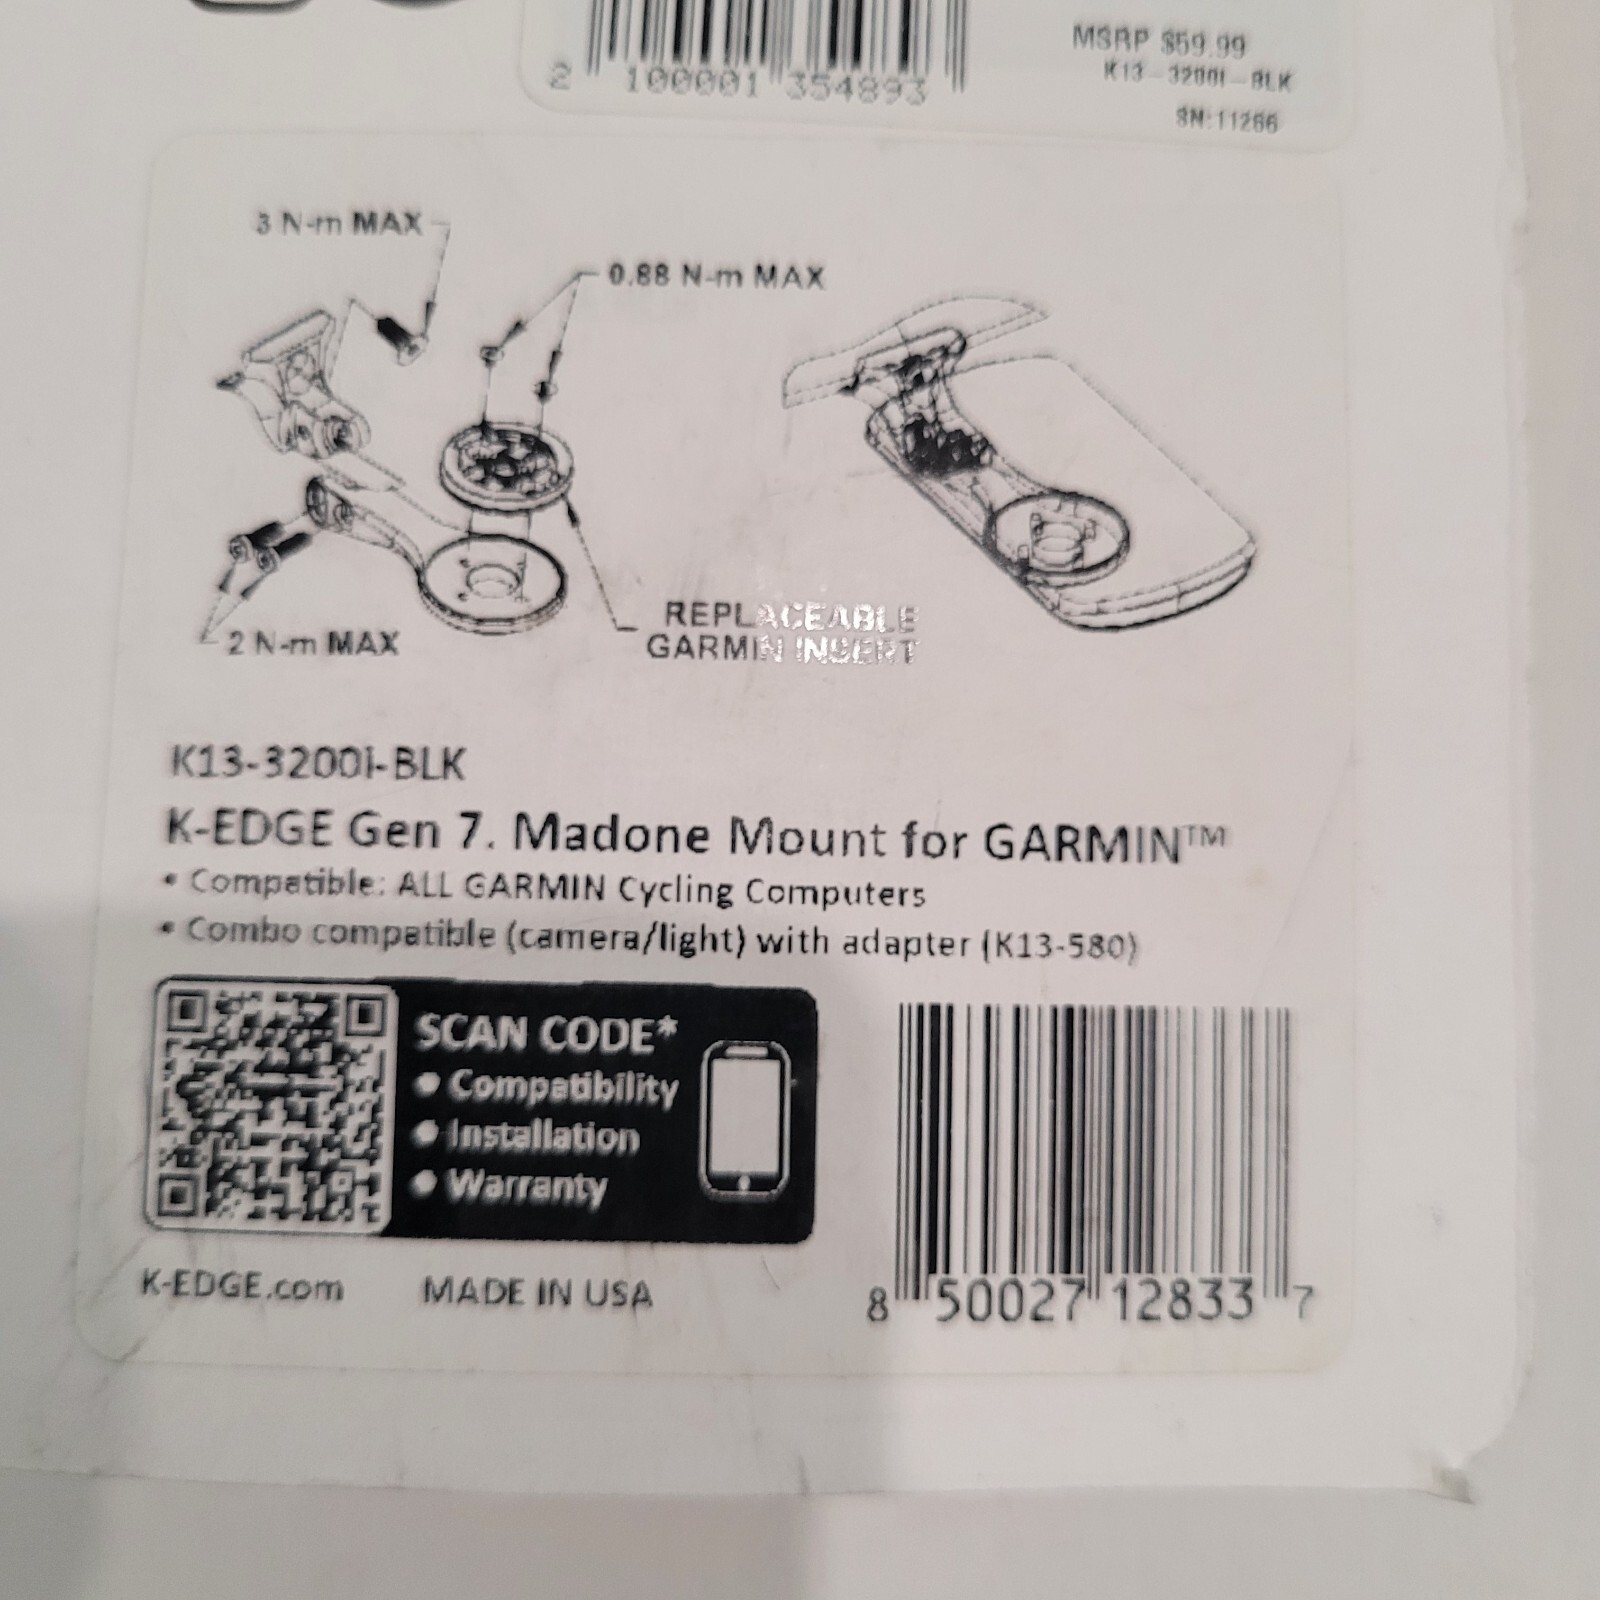 2 100001 354893
MSRP $59.99
K13-3200I-BLK
SN:11266
3 N-m MAX
0.88 N-m MAX
2 N-m MAX
REPLACEABLE
GARMIN INSERT
K13-3200i-BLK
K-EDGE Gen 7. Madone Mount for GARMIN™
• Compatible: ALL GARMIN Cycling Computers
• Combo compatible (camera/light) with adapter (K13-580)
SCAN CODE*
• Compatibility
• Installation
• Warranty
K-EDGE.com MADE IN USA
8 50027 12833 7